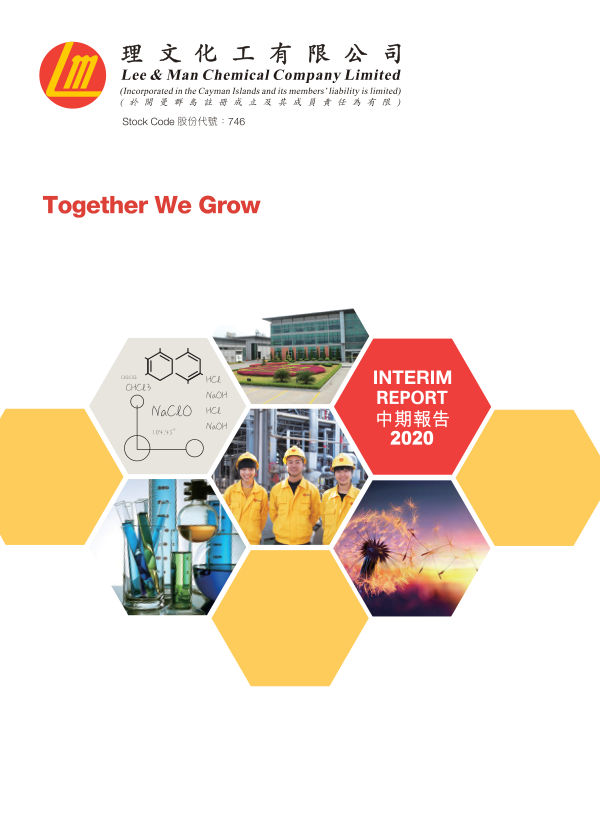 理文化工有限公司
Lee & Man Chemical Company Limited
(Incorporated in the Cayman Islands and its members' liability is limited)
(於開曼群島註冊成立及其成員責任為有限)
Stock Code 股份代號：746
Together We Grow
INTERIM
REPORT
中期報告
2020
CHCl3
HCl
NaOH
NaClO
HCl
NaOH